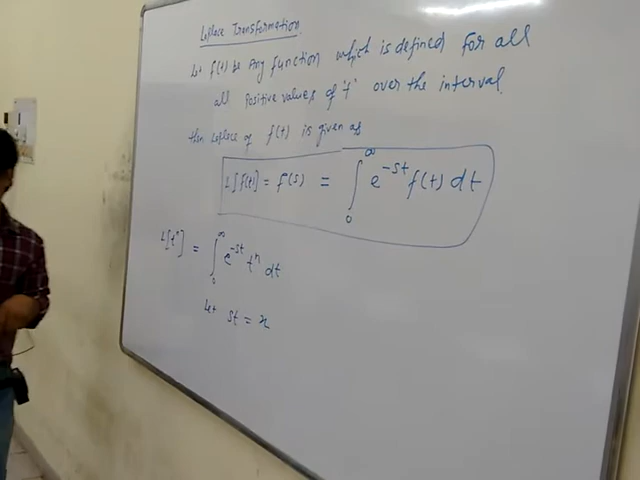 Laplace Transformation
Let f(t) be Any function which is defined for all
all positive values of 't' over the interval
then Laplace of f(t) is given as
L[f(t)] = f(s) = ∫₀^∞ e^{-st} f(t) dt
L[tⁿ] = ∫₀^∞ e^{-st} tⁿ dt
Let st = x